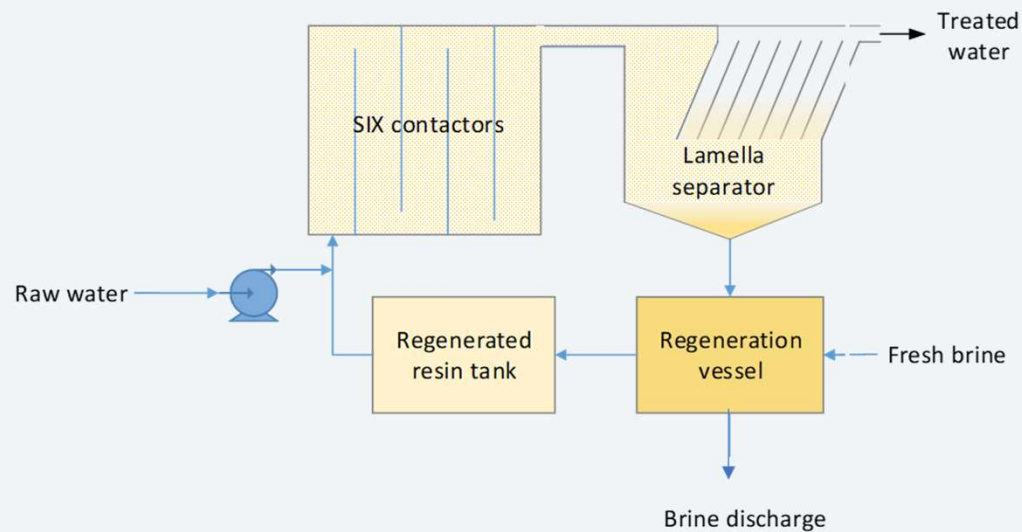 Treated
water
SIX contactors
Lamella
separator
Raw water
Regenerated
resin tank
Regeneration
vessel
Fresh brine
Brine discharge